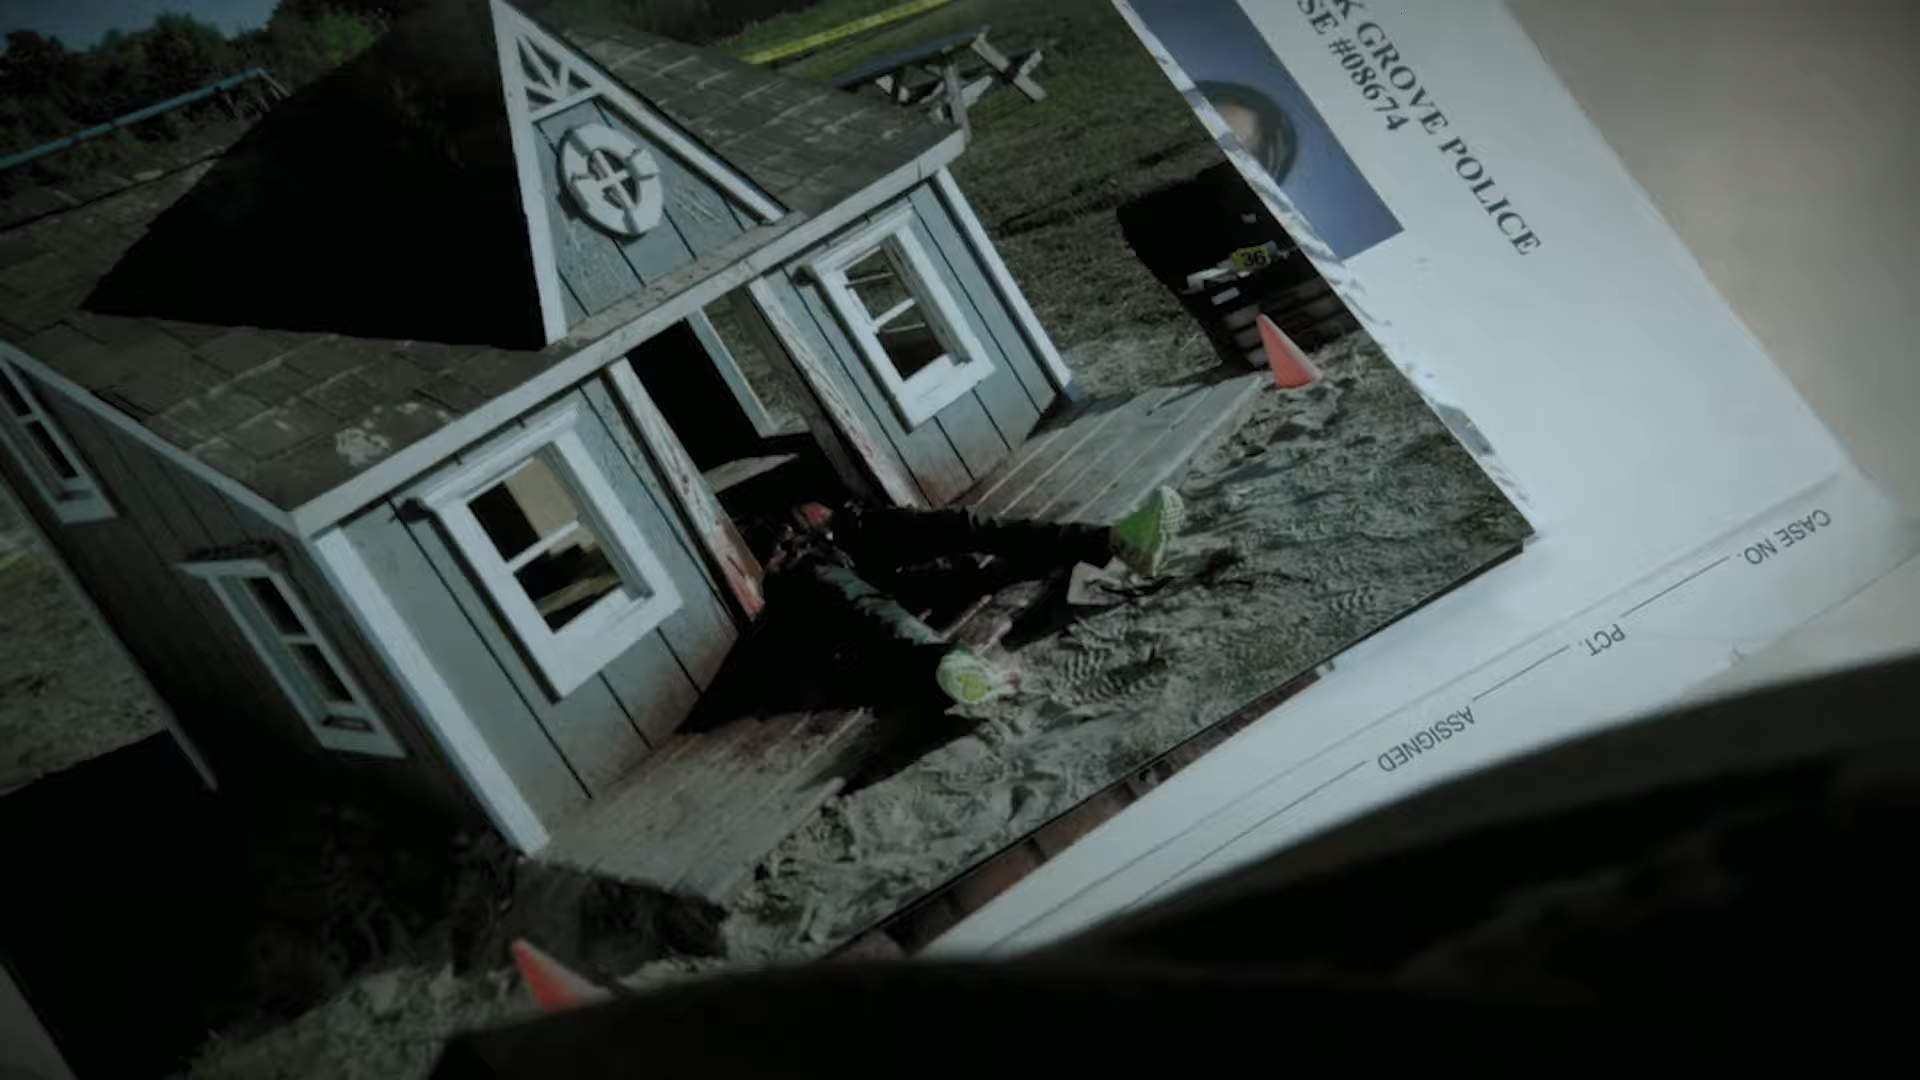 K GROVE POLICE
SE #08674
36
CASE NO.
PCT.
ASSIGNED